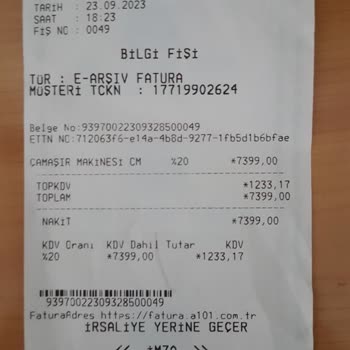 TARİH : 23.09.2023
SAAT : 18:23
FİŞ NO : 0049
BİLGİ FİŞİ
TÜR : E-ARŞİV FATURA
MÜŞTERİ TCKN : 17719902624
Belge No:93970022309328500049
ETTN NC:712063f6-e14a-4b8d-9277-1fb5d1b6bfae
ÇAMAŞIR MAKİNESİ CM %20 *7399,00
TOPKDV *1233,17
TOPLAM *7399,00
NAKİT *7399,00
KDV Oranı KDV Dahil Tutar KDV
%20 *7399,00 *1233,17
93970022309328500049
FaturaAdres https://fatura.a101.com.tr
İRSALİYE YERİNE GEÇER